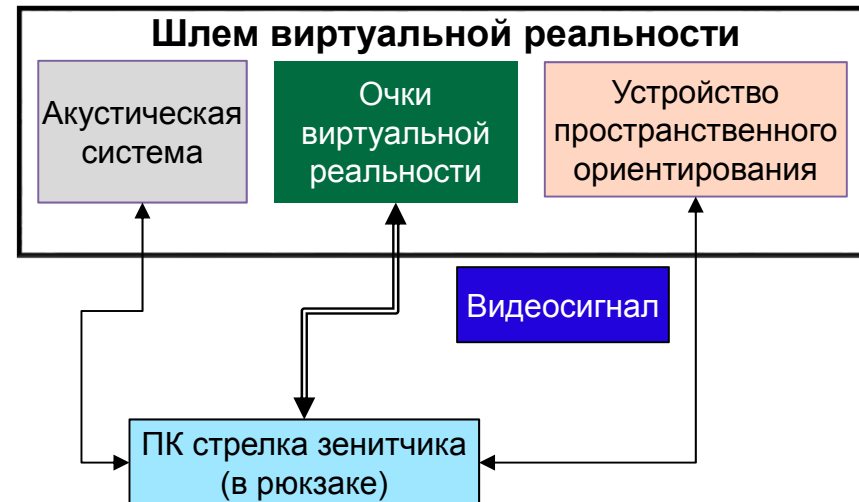 Шлем виртуальной реальности
Акустическая
система
Очки
виртуальной
реальности
Устройство
пространственного
ориентирования
Видеосигнал
ПК стрелка зенитчика
(в рюкзаке)